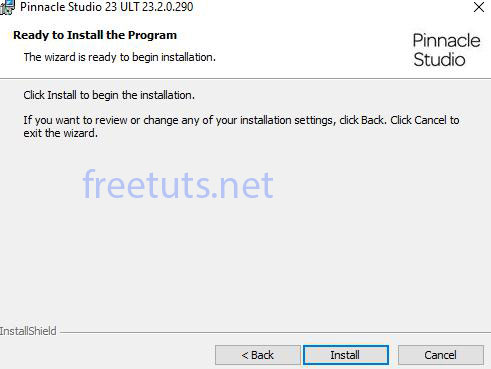 Pinnacle Studio 23 ULT 23.2.0.290
Ready to Install the Program
The wizard is ready to begin installation.
Pinnacle
Studio
Click Install to begin the installation.
If you want to review or change any of your installation settings, click Back. Click Cancel to
exit the wizard.
freetuts.net
InstallShield
< Back Install Cancel